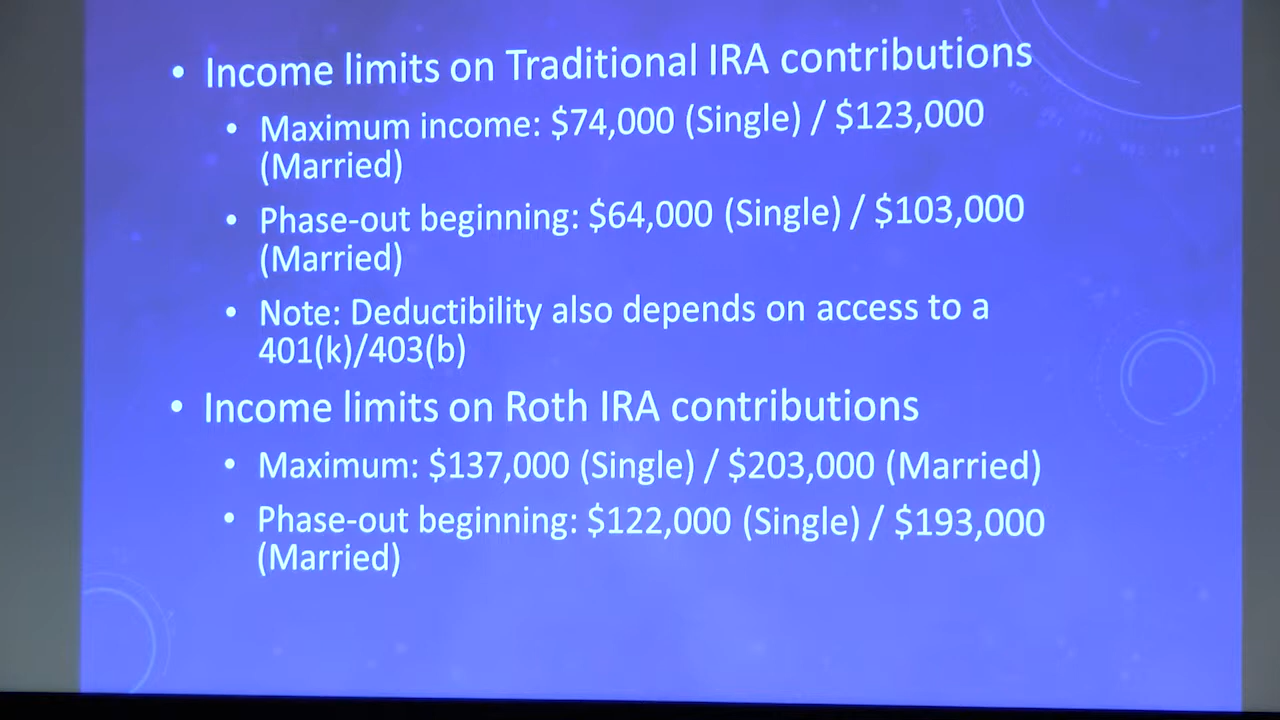 • Income limits on Traditional IRA contributions
• Maximum income: $74,000 (Single) / $123,000
(Married)
• Phase-out beginning: $64,000 (Single) / $103,000
(Married)
• Note: Deductibility also depends on access to a
401(k)/403(b)
• Income limits on Roth IRA contributions
• Maximum: $137,000 (Single) / $203,000 (Married)
• Phase-out beginning: $122,000 (Single) / $193,000
(Married)